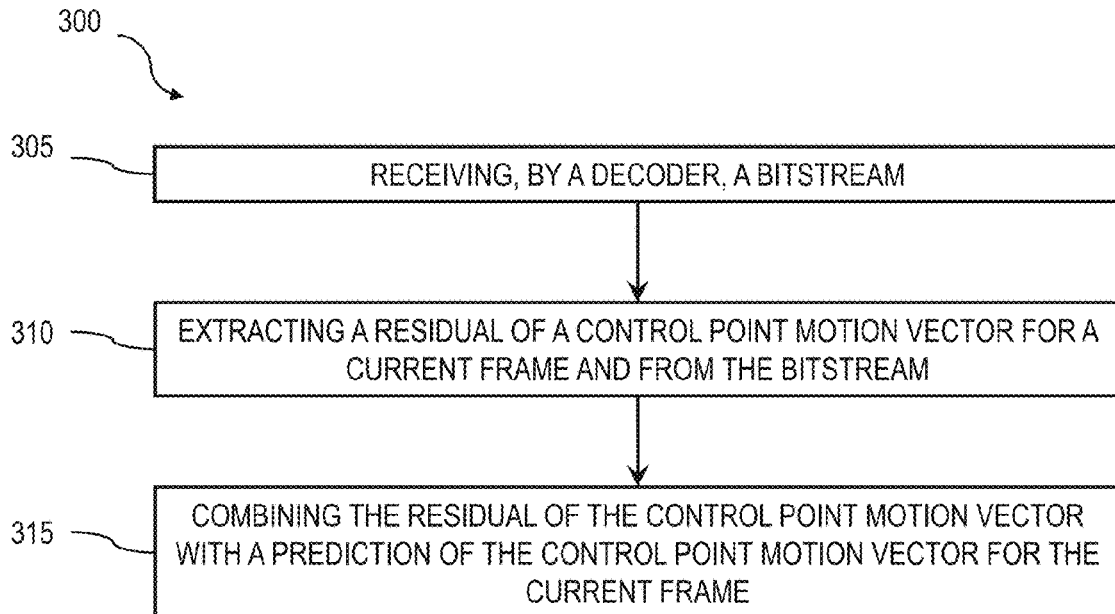 300
305
RECEIVING, BY A DECODER, A BITSTREAM
310
EXTRACTING A RESIDUAL OF A CONTROL POINT MOTION VECTOR FOR A
CURRENT FRAME AND FROM THE BITSTREAM
315
COMBINING THE RESIDUAL OF THE CONTROL POINT MOTION VECTOR
WITH A PREDICTION OF THE CONTROL POINT MOTION VECTOR FOR THE
CURRENT FRAME